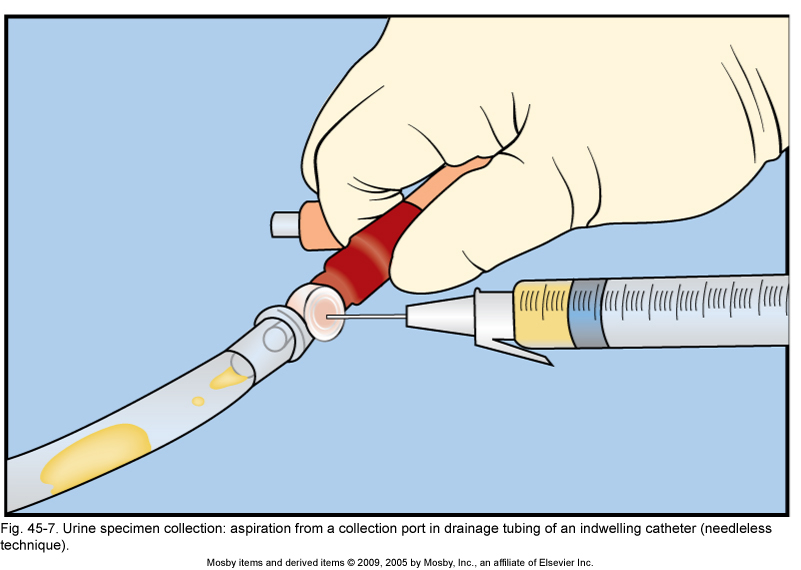 Fig. 45-7. Urine specimen collection: aspiration from a collection port in drainage tubing of an indwelling catheter (needleless
technique).
Mosby items and derived items © 2009, 2005 by Mosby, Inc., an affiliate of Elsevier Inc.